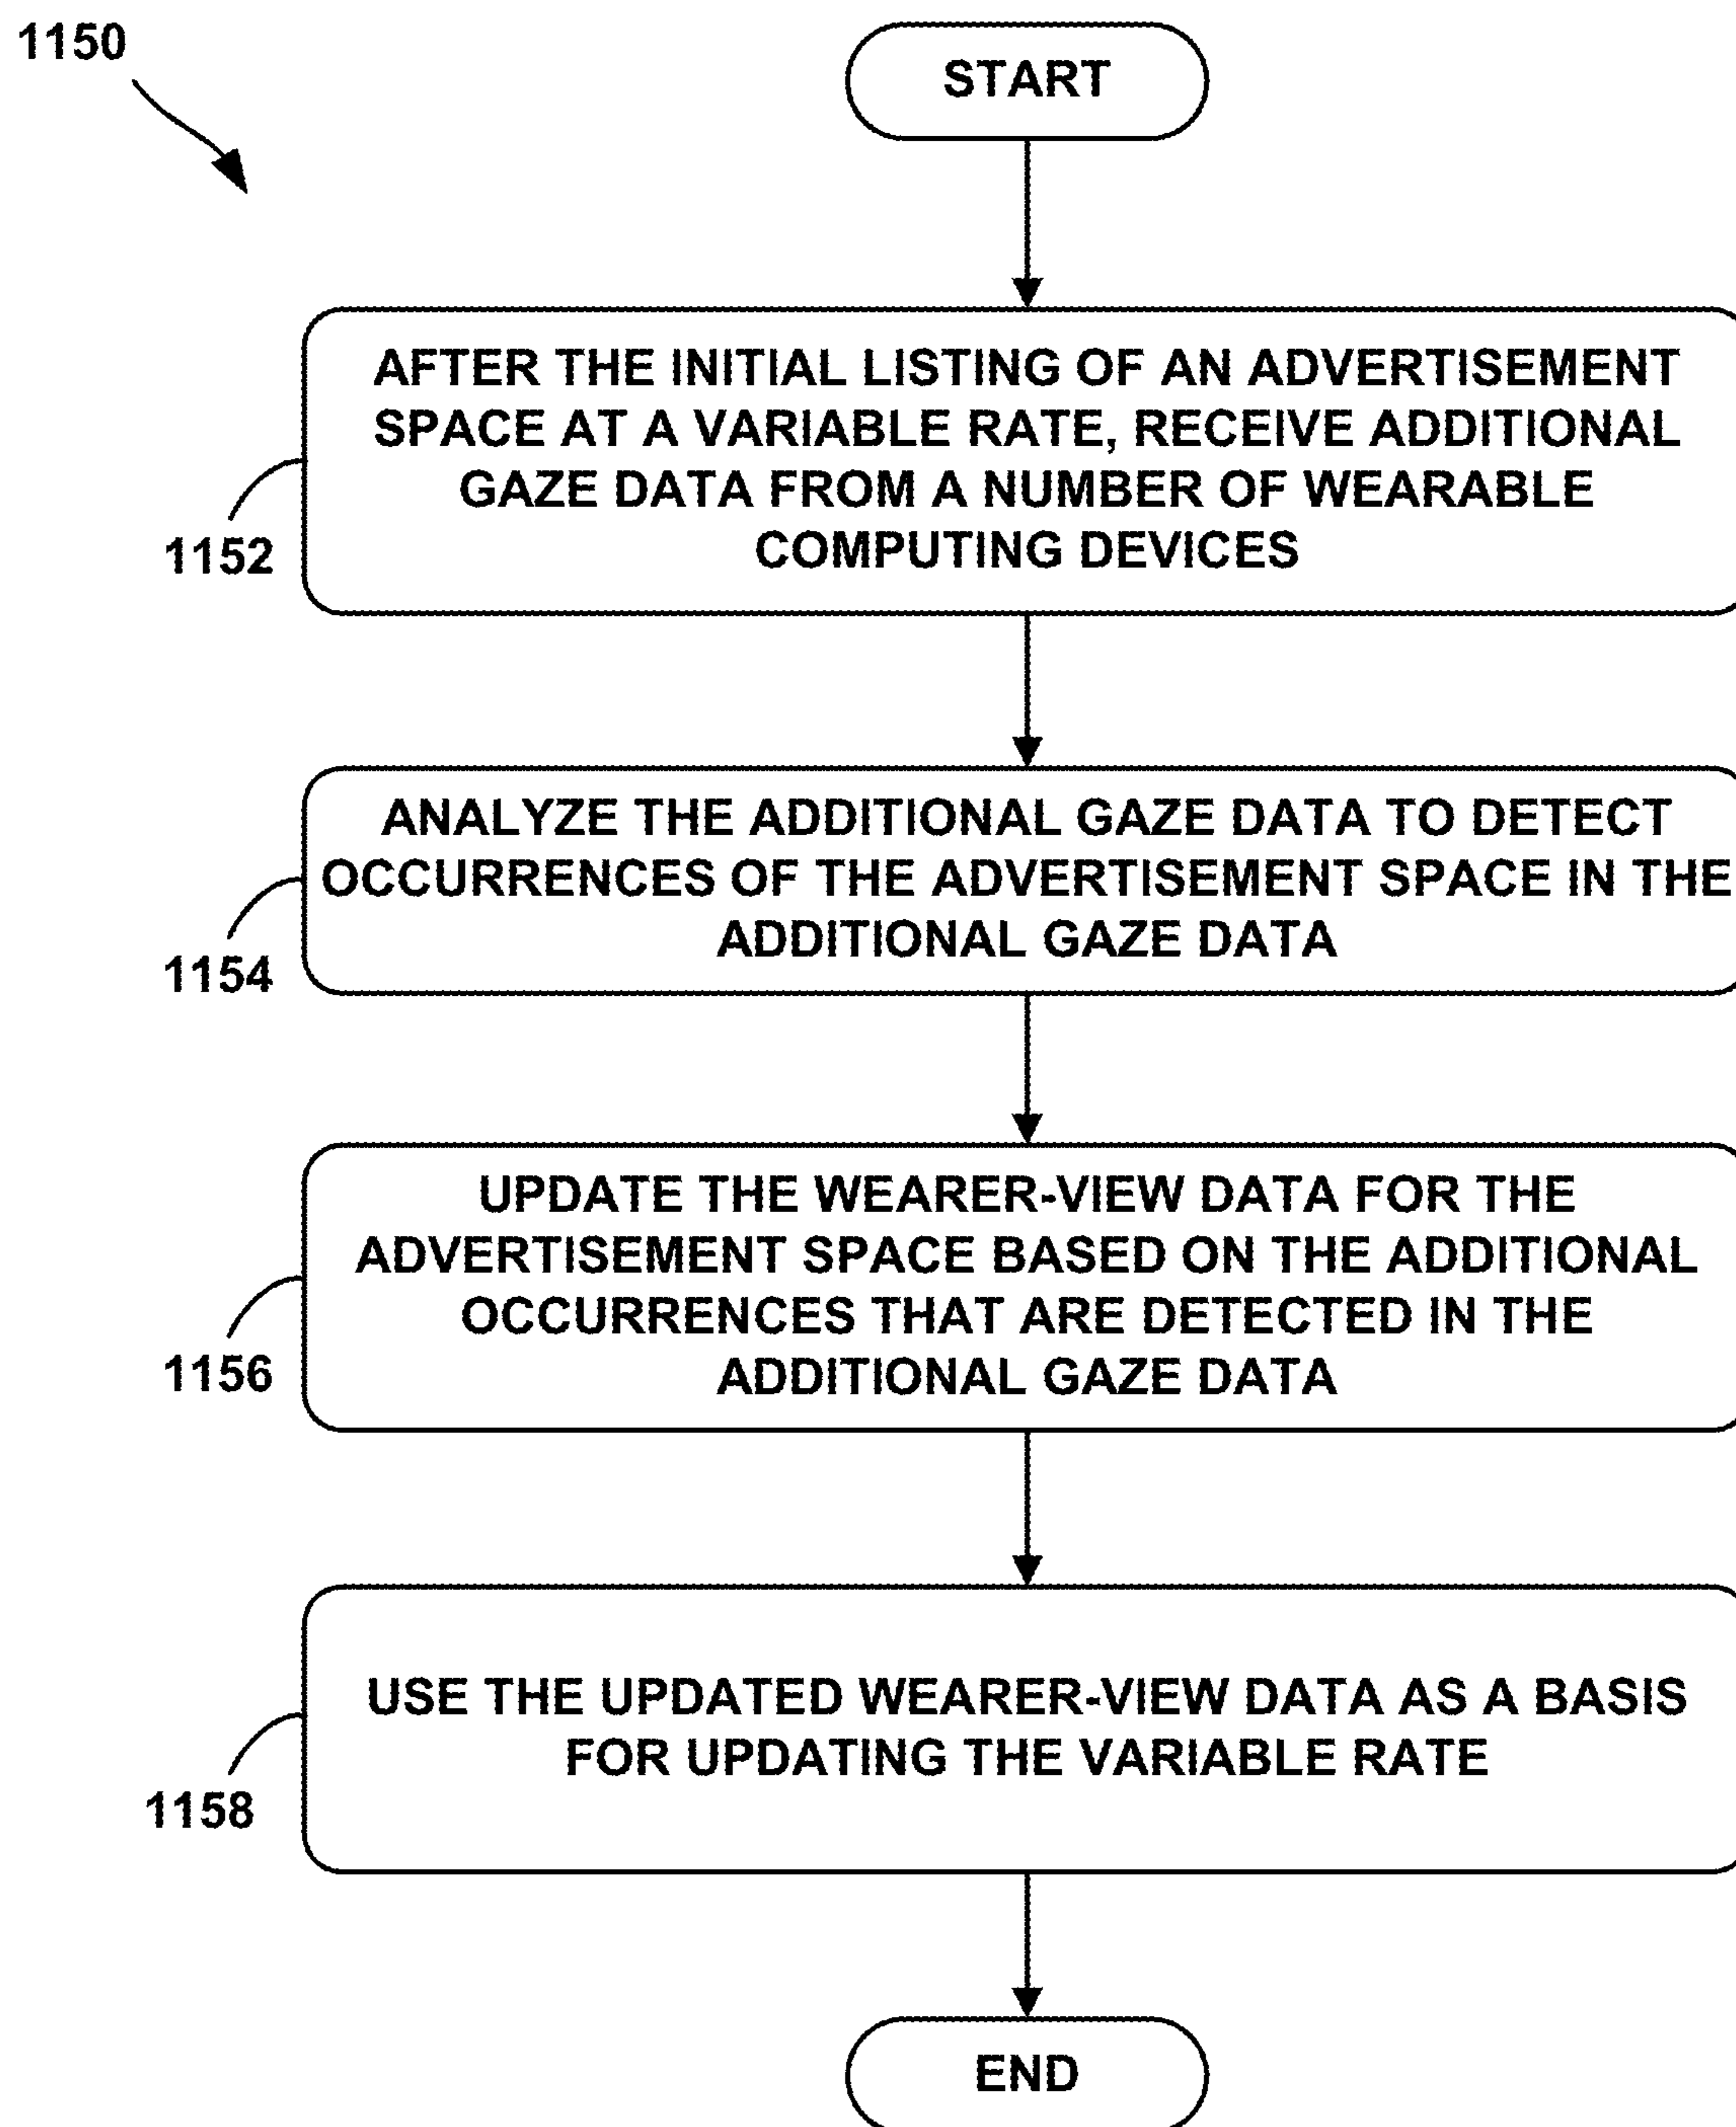 1150
START
AFTER THE INITIAL LISTING OF AN ADVERTISEMENT
SPACE AT A VARIABLE RATE, RECEIVE ADDITIONAL
GAZE DATA FROM A NUMBER OF WEARABLE
COMPUTING DEVICES
1152
ANALYZE THE ADDITIONAL GAZE DATA TO DETECT
OCCURRENCES OF THE ADVERTISEMENT SPACE IN THE
ADDITIONAL GAZE DATA
1154
UPDATE THE WEARER-VIEW DATA FOR THE
ADVERTISEMENT SPACE BASED ON THE ADDITIONAL
OCCURRENCES THAT ARE DETECTED IN THE
ADDITIONAL GAZE DATA
1156
USE THE UPDATED WEARER-VIEW DATA AS A BASIS
FOR UPDATING THE VARIABLE RATE
1158
END